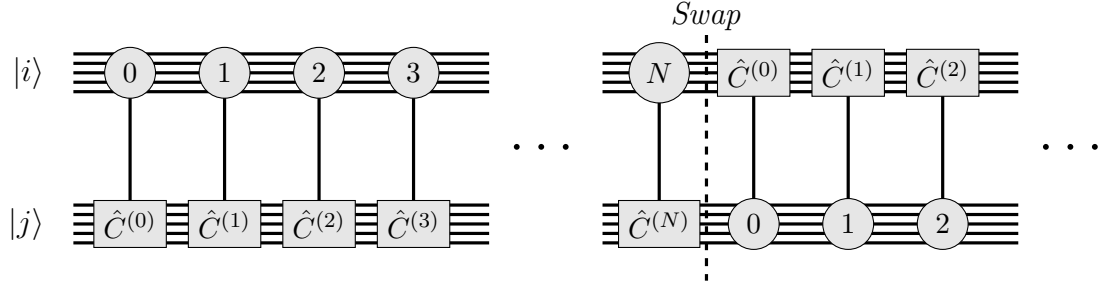 Swap
|i⟩ 0 1 2 3 · · · N Ĉ^(0) Ĉ^(1) Ĉ^(2) · · ·
|j⟩ Ĉ^(0) Ĉ^(1) Ĉ^(2) Ĉ^(3) Ĉ^(N) 0 1 2